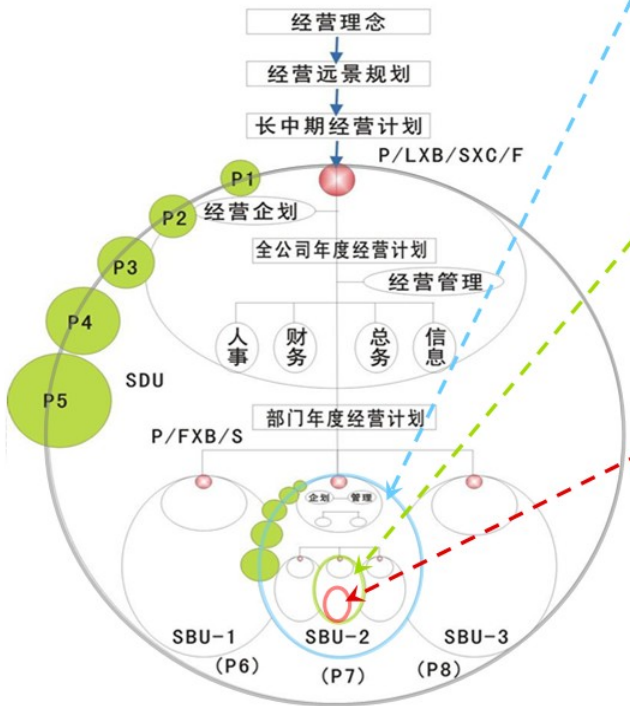 经营理念
经营远景规划
长中期经营计划
P/LXB/SXC/F
P1
经营企划
P2
全公司年度经营计划
P3
经营管理
P4
人事
财务
总务
信息
P5
SDU
部门年度经营计划
P/FXB/S
企划
管理
SBU-1
SBU-2
SBU-3
(P6)
(P7)
(P8)